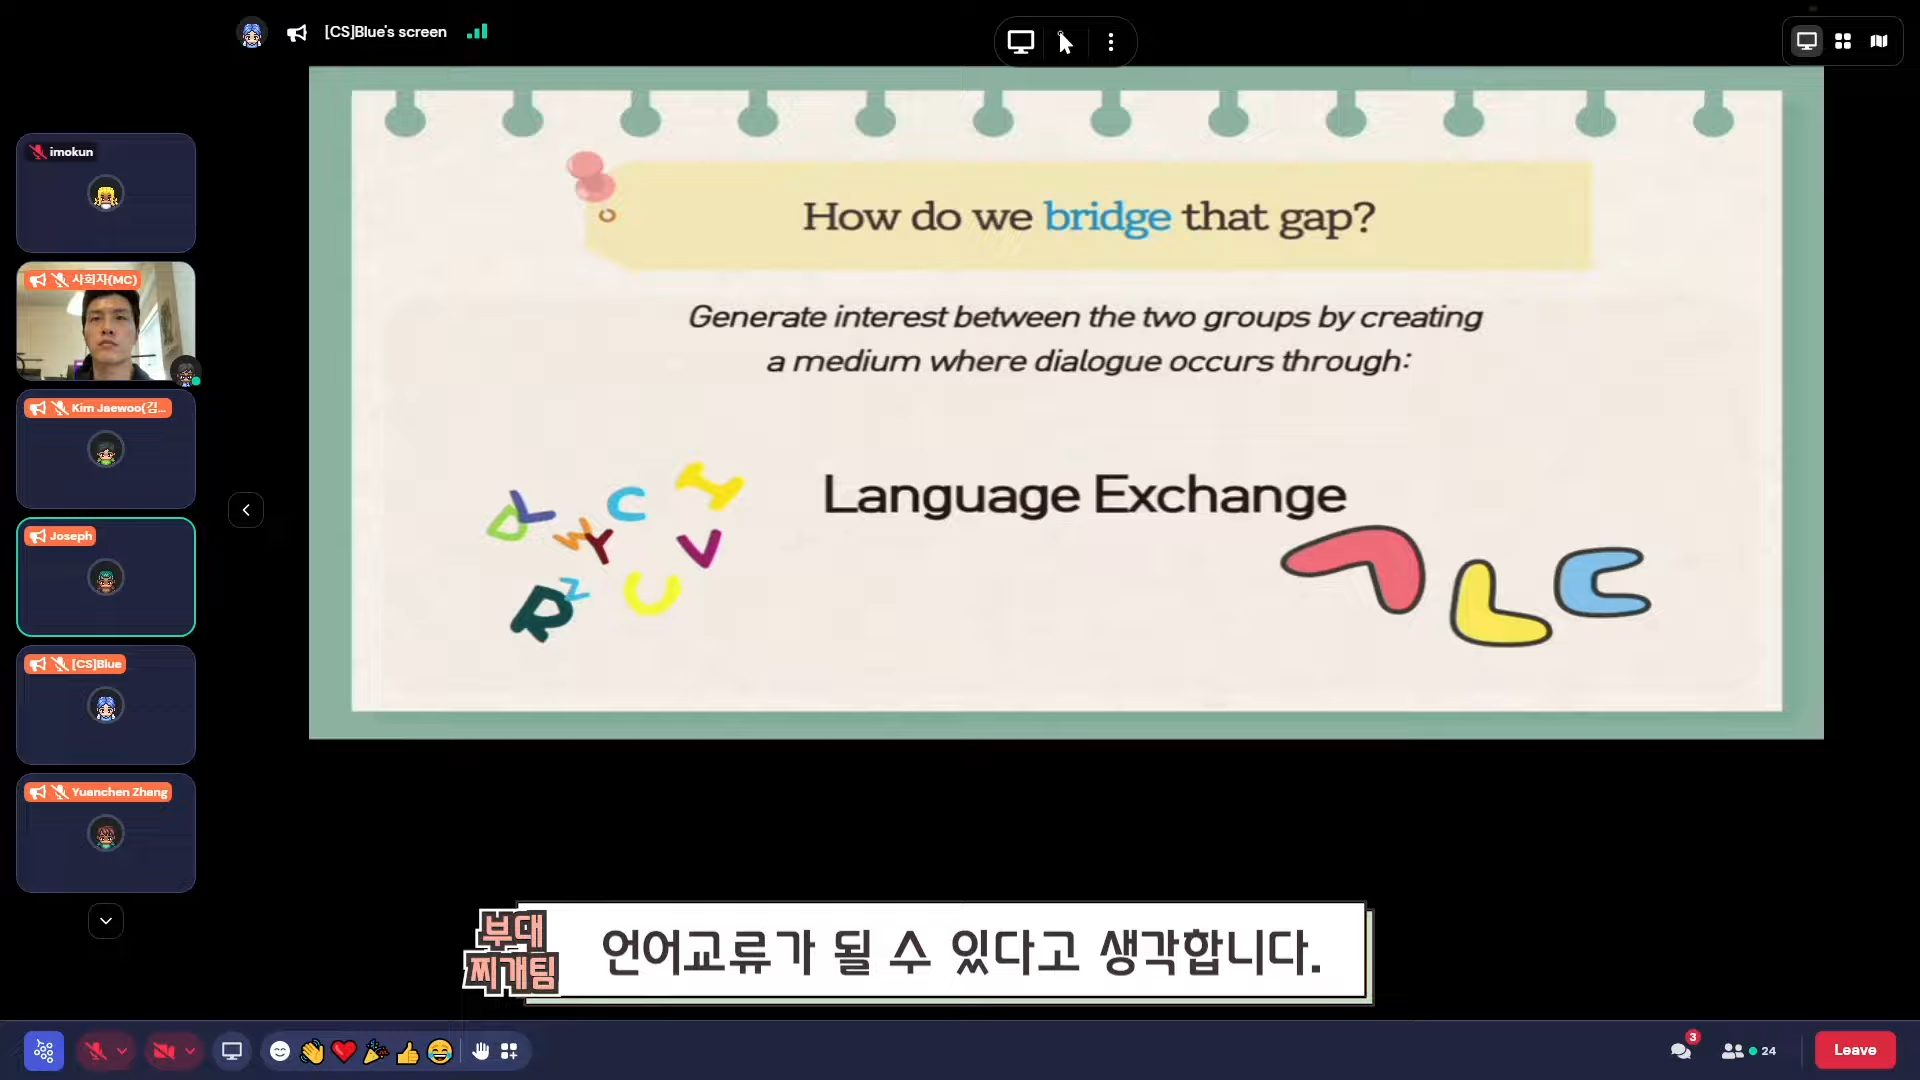 [CS]Blue's screen
imokun
사회자(MC)
Kim Jaewoo(김...
Joseph
[CS]Blue
Yuanchen Zhang
How do we bridge that gap?
Generate interest between the two groups by creating
a medium where dialogue occurs through:
Language Exchange
D L C I
W Y V
R Z U
ㄱ ㄴ ㄷ
부대
찌개팀
언어교류가 될 수 있다고 생각합니다.
3
24
Leave